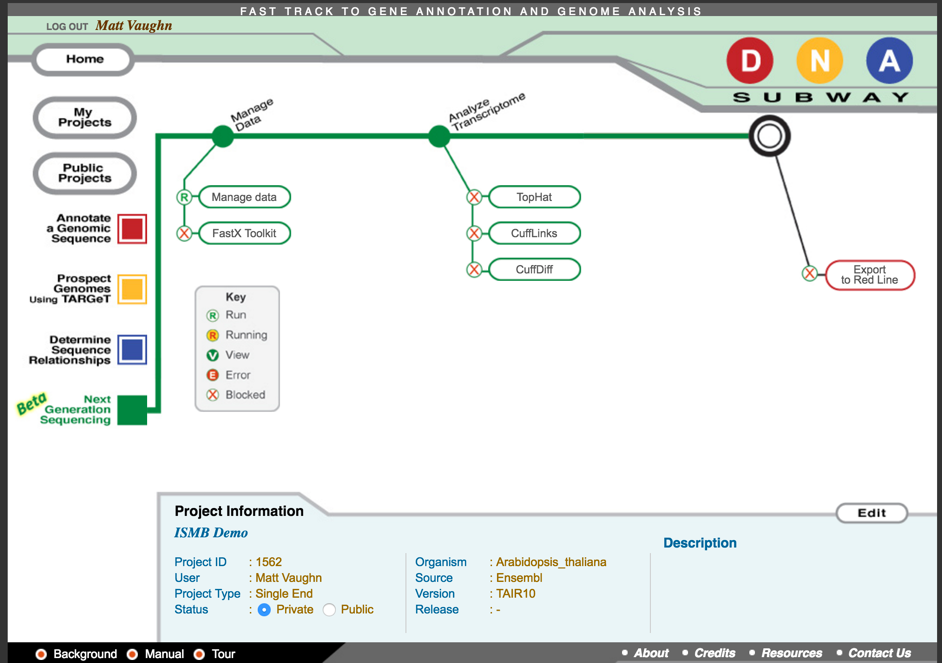 FAST TRACK TO GENE ANNOTATION AND GENOME ANALYSIS
LOG OUT Matt Vaughn
Home
D N A
SUBWAY
My
Projects
Public
Projects
Annotate
a Genomic
Sequence
Prospect
Genomes
Using TARGeT
Determine
Sequence
Relationships
Beta
Next
Generation
Sequencing
Manage
Data
R Manage data
X FastX Toolkit
Analyze
Transcriptome
X TopHat
X CuffLinks
X CuffDiff
X Export
to Red Line
Key
R Run
R Running
V View
E Error
X Blocked
Project Information
Edit
ISMB Demo
Project ID : 1562
User : Matt Vaughn
Project Type : Single End
Status : Private Public
Organism : Arabidopsis_thaliana
Source : Ensembl
Version : TAIR10
Release : -
Description
Background Manual Tour
• About • Credits • Resources • Contact Us